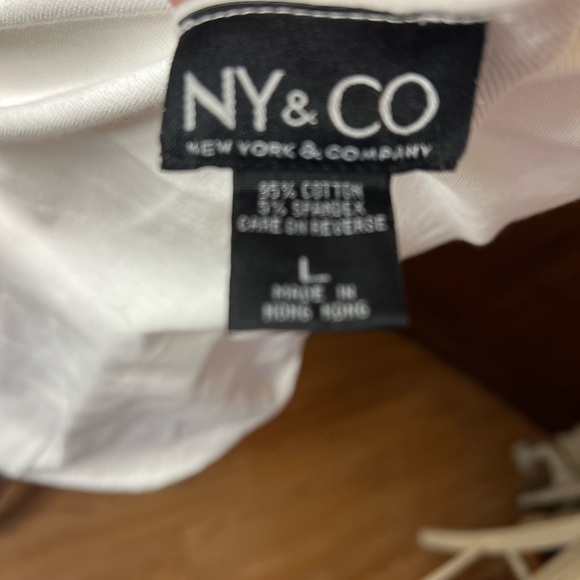 NY & CO
NEW YORK & COMPANY
95% COTTON
5% SPANDEX
CARE ON REVERSE
L
MADE IN
HONG KONG